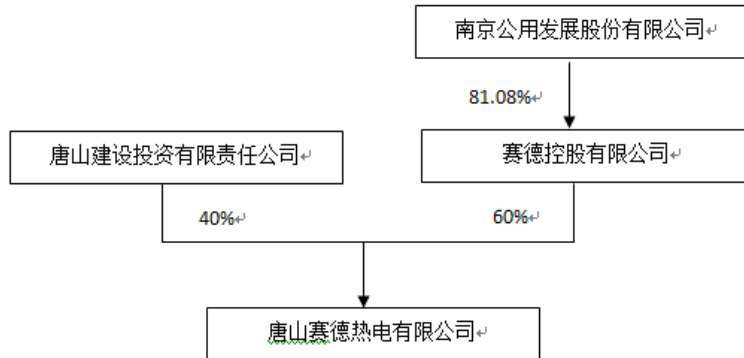 南京公用发展股份有限公司
81.08%
唐山建设投资有限责任公司
赛德控股有限公司
40%
60%
唐山赛德热电有限公司